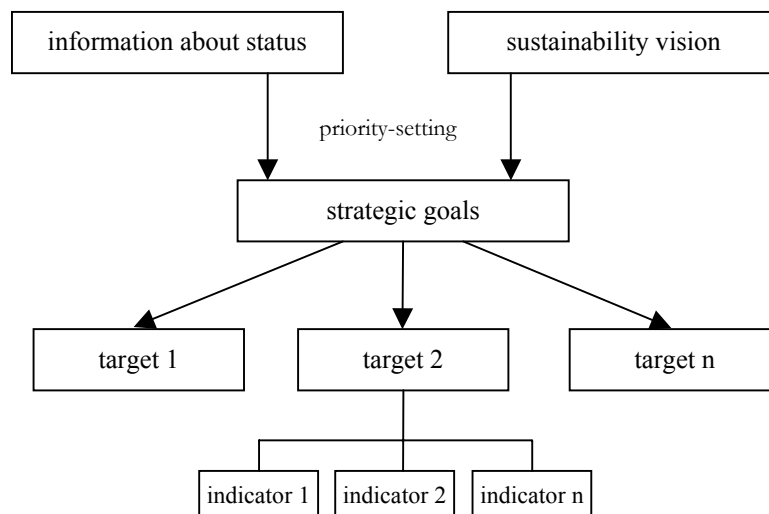 information about status
sustainability vision
priority-setting
strategic goals
target 1
target 2
target n
indicator 1
indicator 2
indicator n